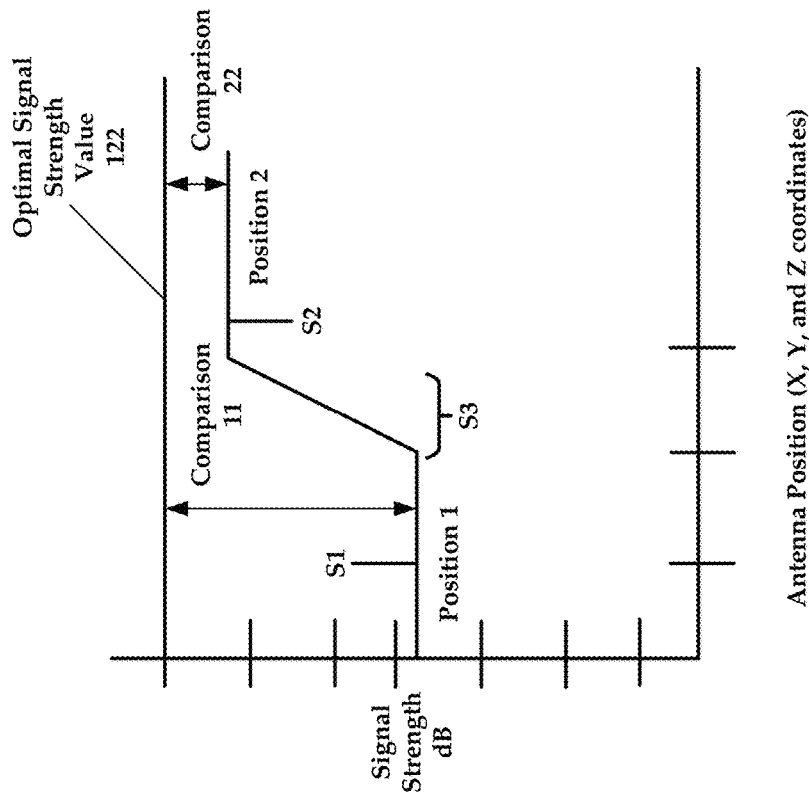 Optimal Signal
Strength
Value
122
Comparison
11
Comparison
22
S1
S2
S3
Position 1
Position 2
Signal
Strength
dB
Antenna Position (X, Y, and Z coordinates)